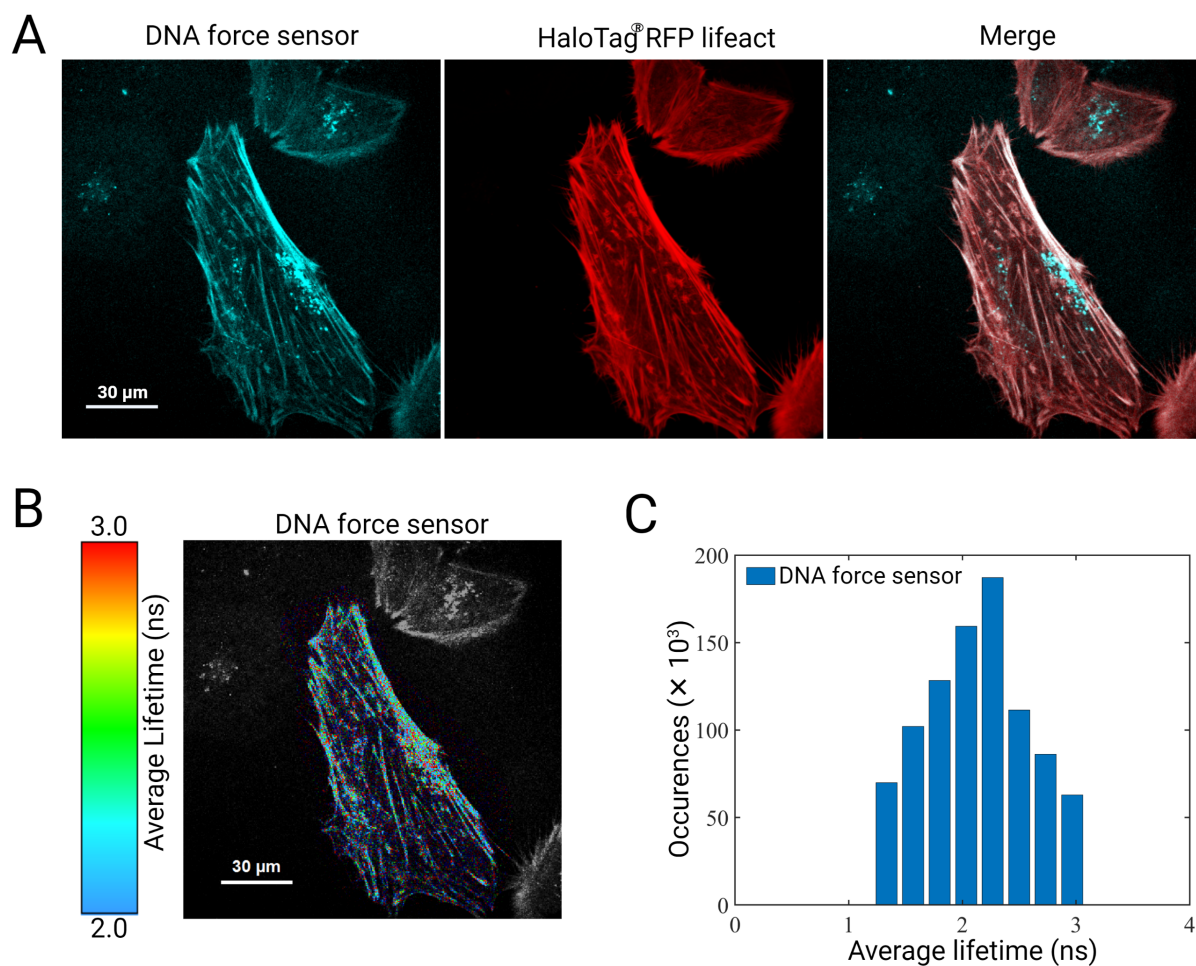 A
DNA force sensor
HaloTag®RFP lifeact
Merge
30 µm
B
DNA force sensor
3.0
Average Lifetime (ns)
2.0
30 µm
C
DNA force sensor
200
150
100
50
0
Occurences (× 10³)
0 1 2 3 4
Average lifetime (ns)